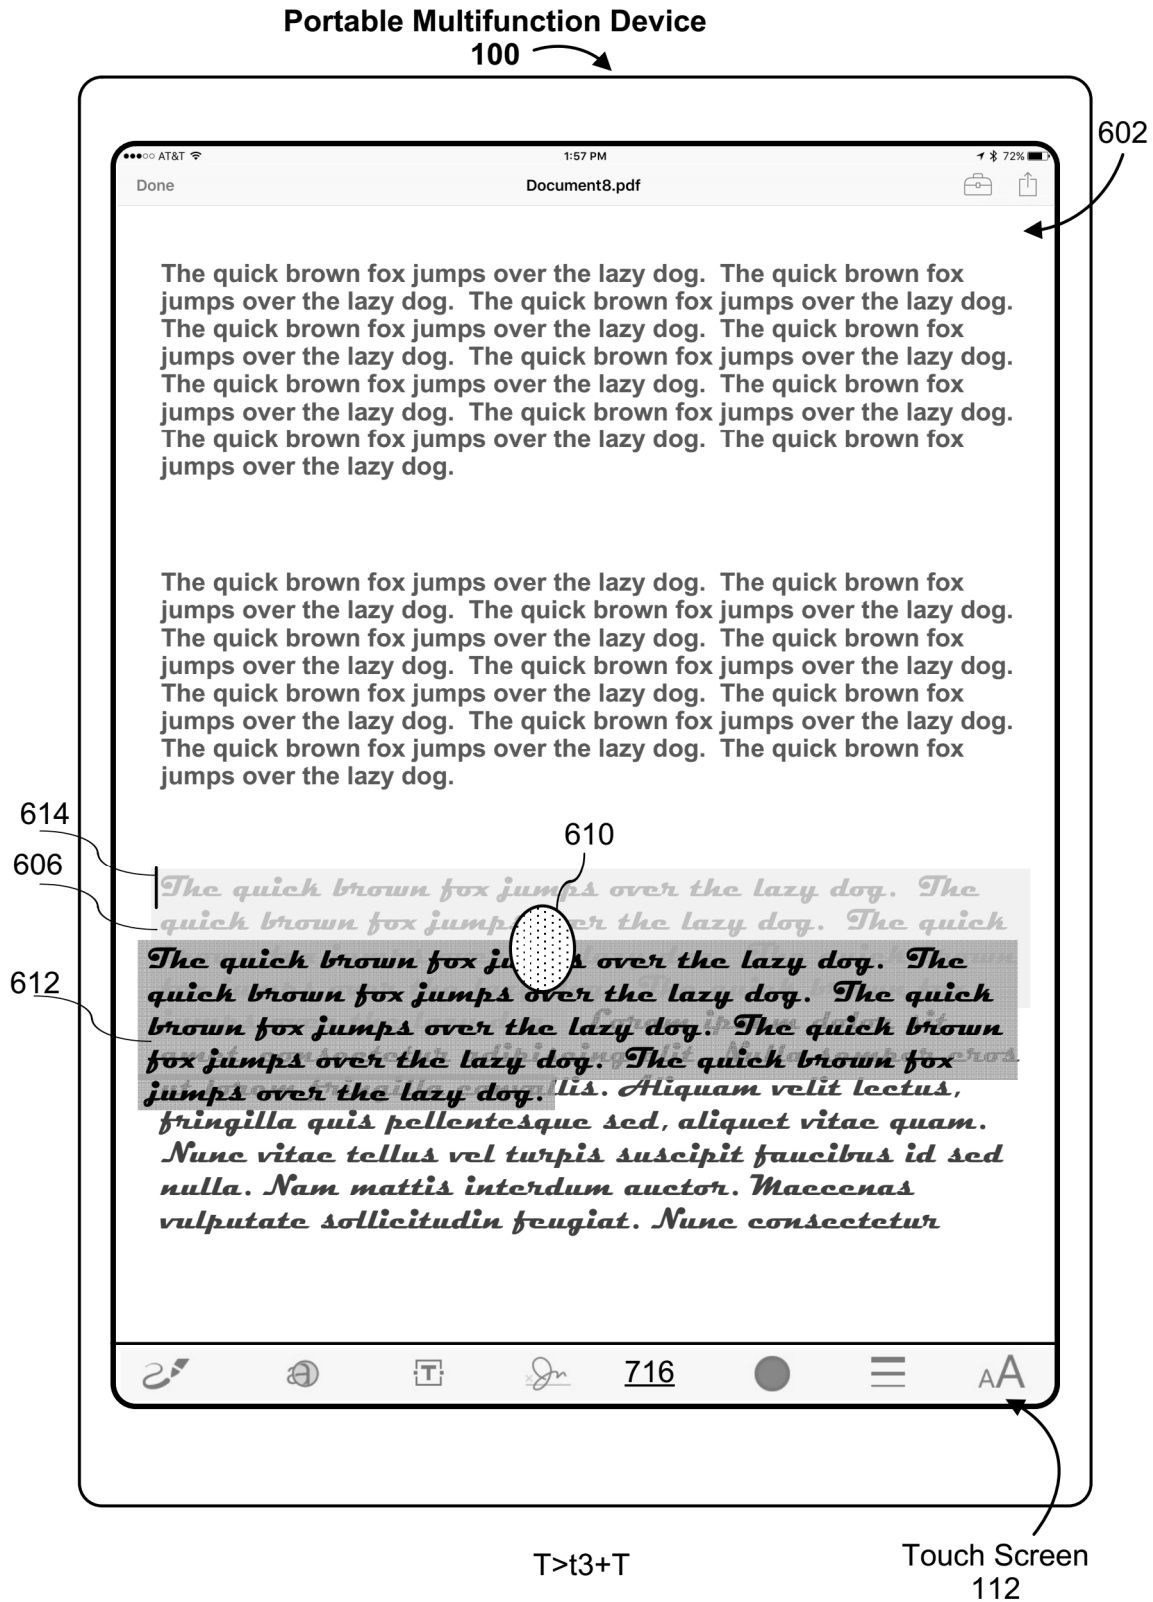 Portable Multifunction Device
100
602
AT&T 1:57 PM 72%
Done Document8.pdf
The quick brown fox jumps over the lazy dog. The quick brown fox
jumps over the lazy dog. The quick brown fox jumps over the lazy dog.
The quick brown fox jumps over the lazy dog. The quick brown fox
jumps over the lazy dog. The quick brown fox jumps over the lazy dog.
The quick brown fox jumps over the lazy dog. The quick brown fox
jumps over the lazy dog. The quick brown fox jumps over the lazy dog.
The quick brown fox jumps over the lazy dog. The quick brown fox
jumps over the lazy dog.
The quick brown fox jumps over the lazy dog. The quick brown fox
jumps over the lazy dog. The quick brown fox jumps over the lazy dog.
The quick brown fox jumps over the lazy dog. The quick brown fox
jumps over the lazy dog. The quick brown fox jumps over the lazy dog.
The quick brown fox jumps over the lazy dog. The quick brown fox
jumps over the lazy dog. The quick brown fox jumps over the lazy dog.
The quick brown fox jumps over the lazy dog. The quick brown fox
jumps over the lazy dog.
614
610
606
The quick brown fox jumps over the lazy dog. The
quick brown fox jump er the lazy dog. The quick
612
The quick brown fox ju s over the lazy dog. The
quick brown fox jumps over the lazy dog. The quick
brown fox jumps over the lazy dog. The quick brown
fox jumps over the lazy dog. The quick brown fox
jumps over the lazy dog.
llis. Aliquam velit lectus,
fringilla quis pellentesque sed, aliquet vitae quam.
Nunc vitae tellus vel turpis suscipit faucibus id sed
nulla. Nam mattis interdum auctor. Maecenas
vulputate sollicitudin feugiat. Nunc consectetur
a T 716 AA
T>t3+T
Touch Screen
112